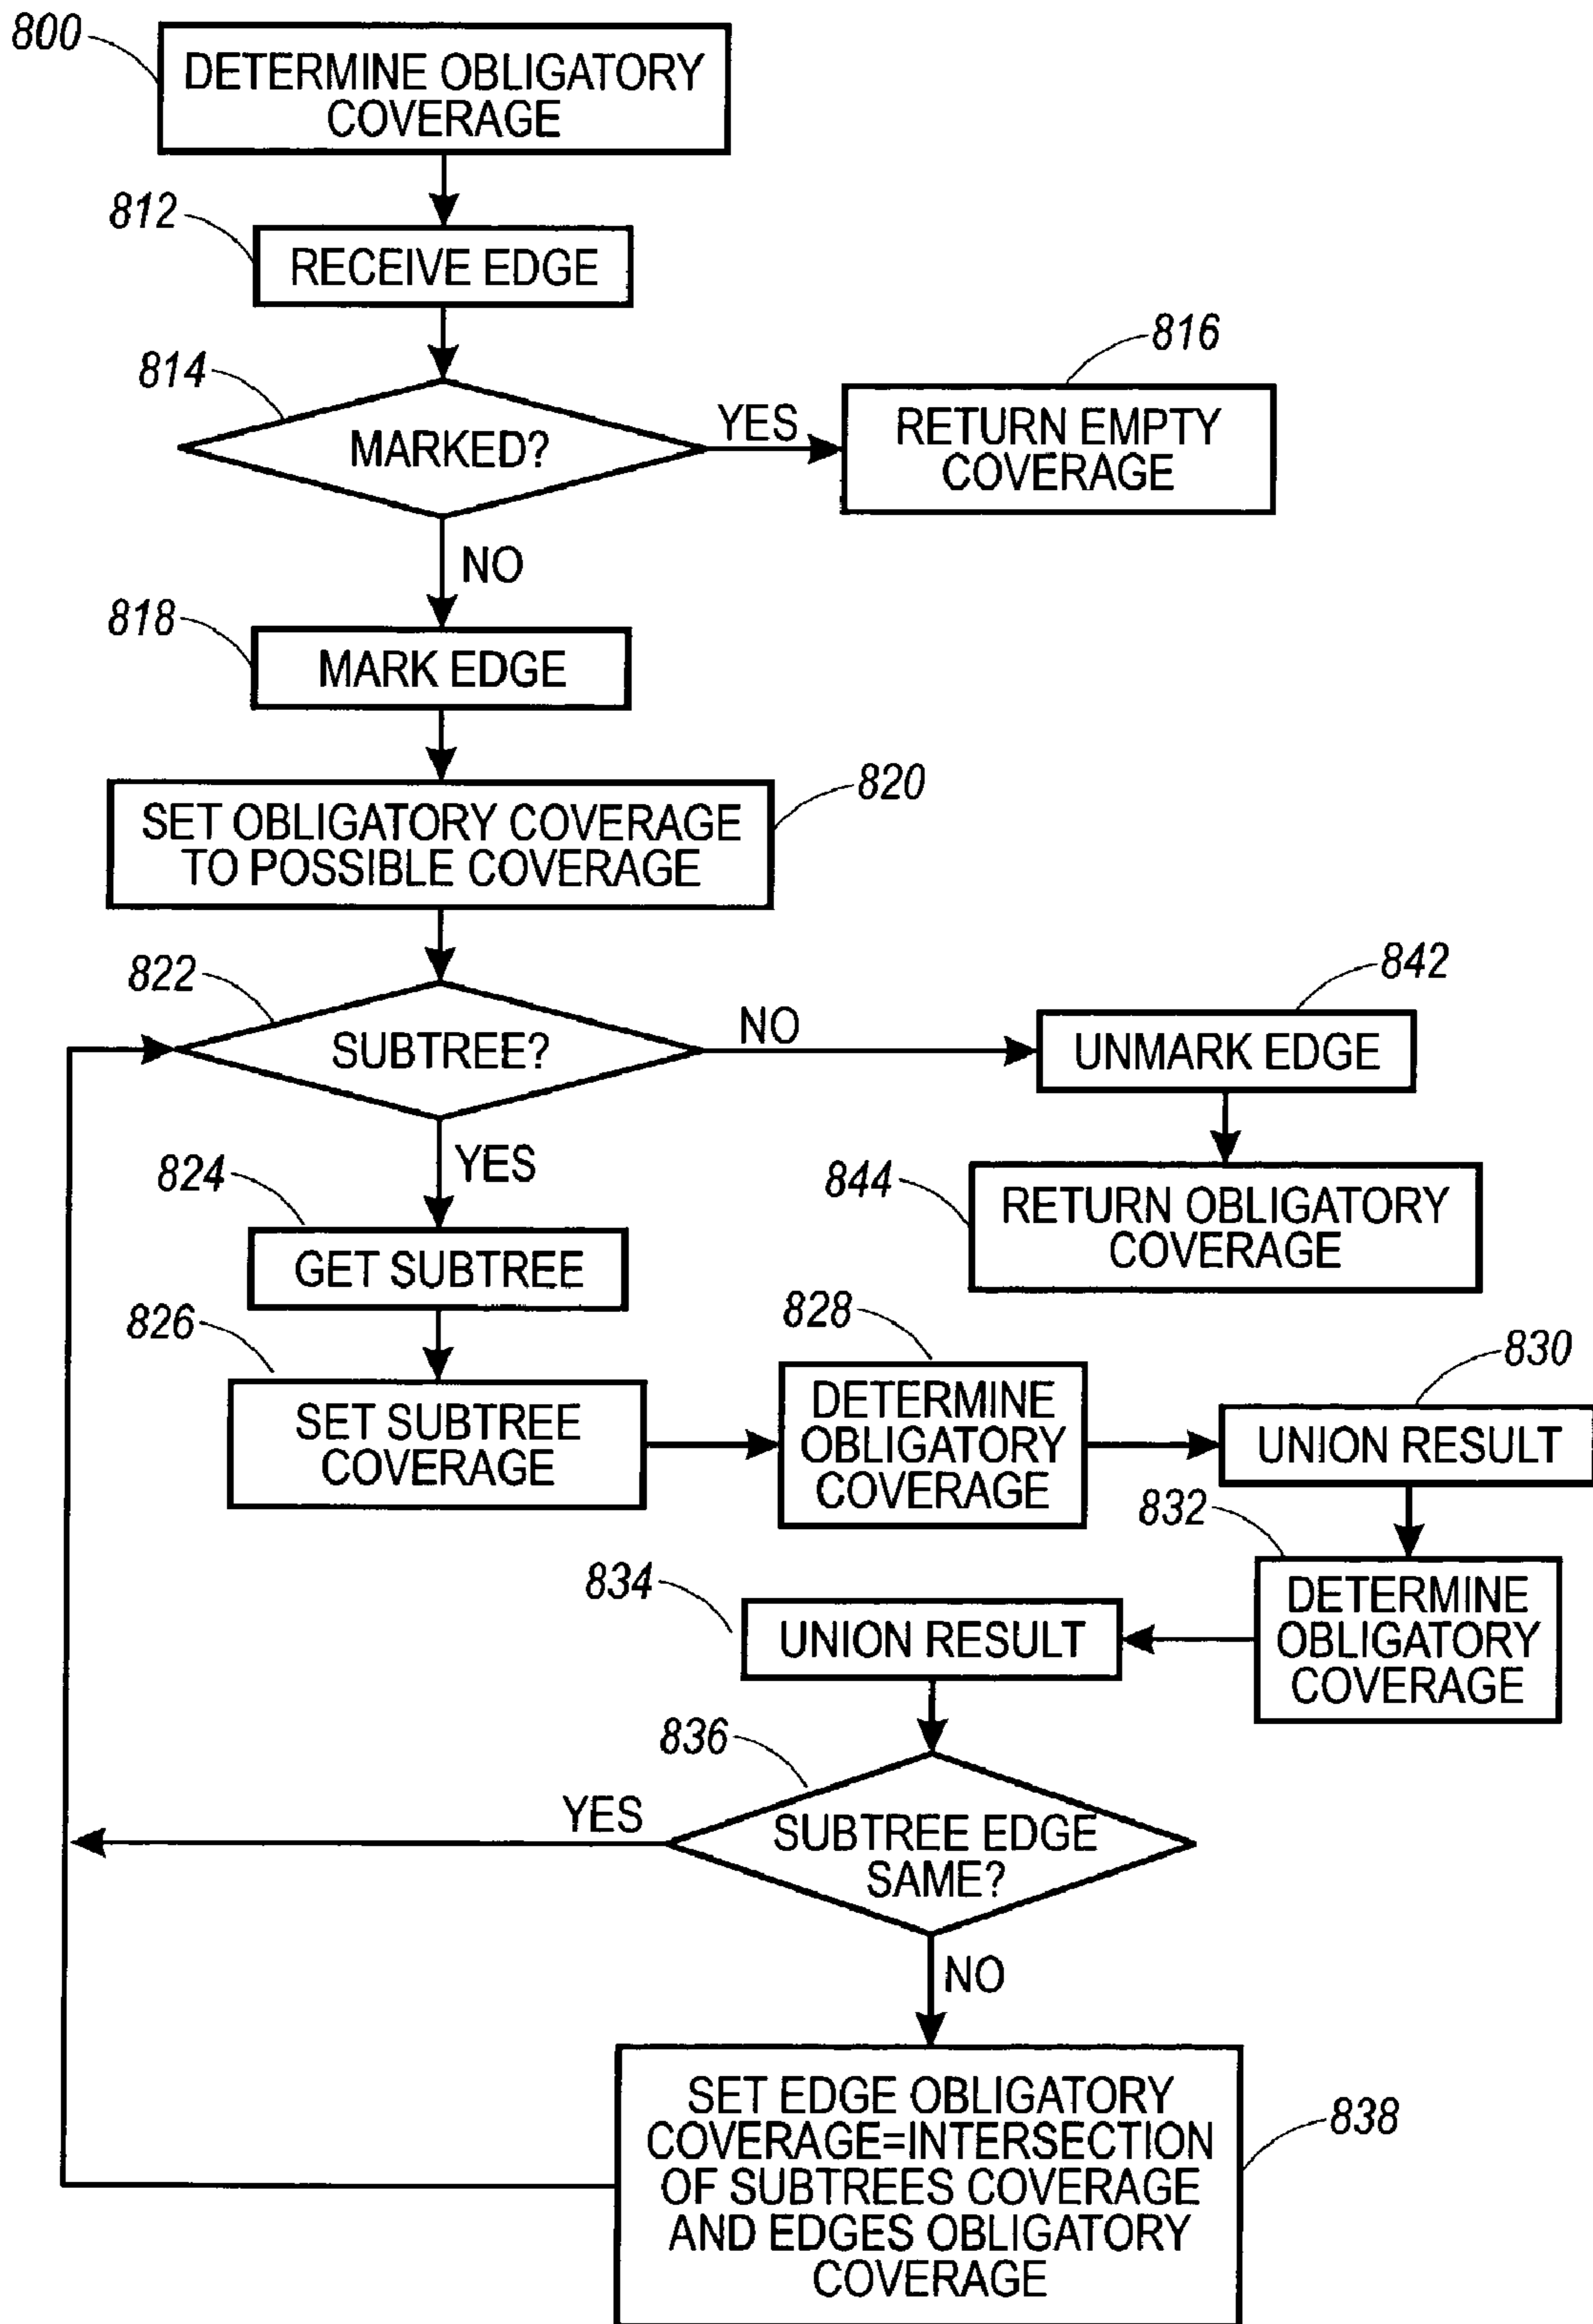 800
DETERMINE OBLIGATORY
COVERAGE
812
RECEIVE EDGE
814
MARKED?
YES
816
RETURN EMPTY
COVERAGE
NO
818
MARK EDGE
820
SET OBLIGATORY COVERAGE
TO POSSIBLE COVERAGE
822
SUBTREE?
NO
842
UNMARK EDGE
844
RETURN OBLIGATORY
COVERAGE
YES
824
GET SUBTREE
826
SET SUBTREE
COVERAGE
828
DETERMINE
OBLIGATORY
COVERAGE
830
UNION RESULT
832
DETERMINE
OBLIGATORY
COVERAGE
834
UNION RESULT
836
SUBTREE EDGE
SAME?
YES
NO
838
SET EDGE OBLIGATORY
COVERAGE=INTERSECTION
OF SUBTREES COVERAGE
AND EDGES OBLIGATORY
COVERAGE